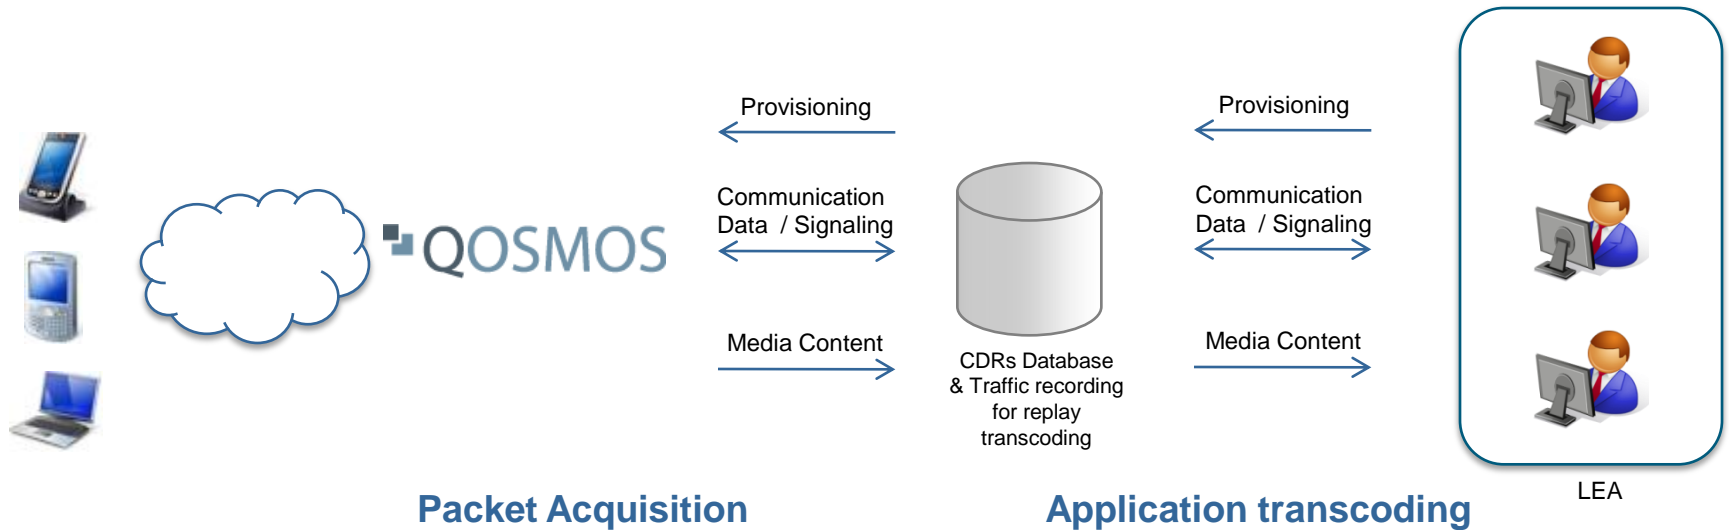 Provisioning
Provisioning
Communication
Data / Signaling
Communication
Data / Signaling
QOSMOS
Media Content
Media Content
CDRs Database
& Traffic recording
for replay
transcoding
LEA
Packet Acquisition
Application transcoding